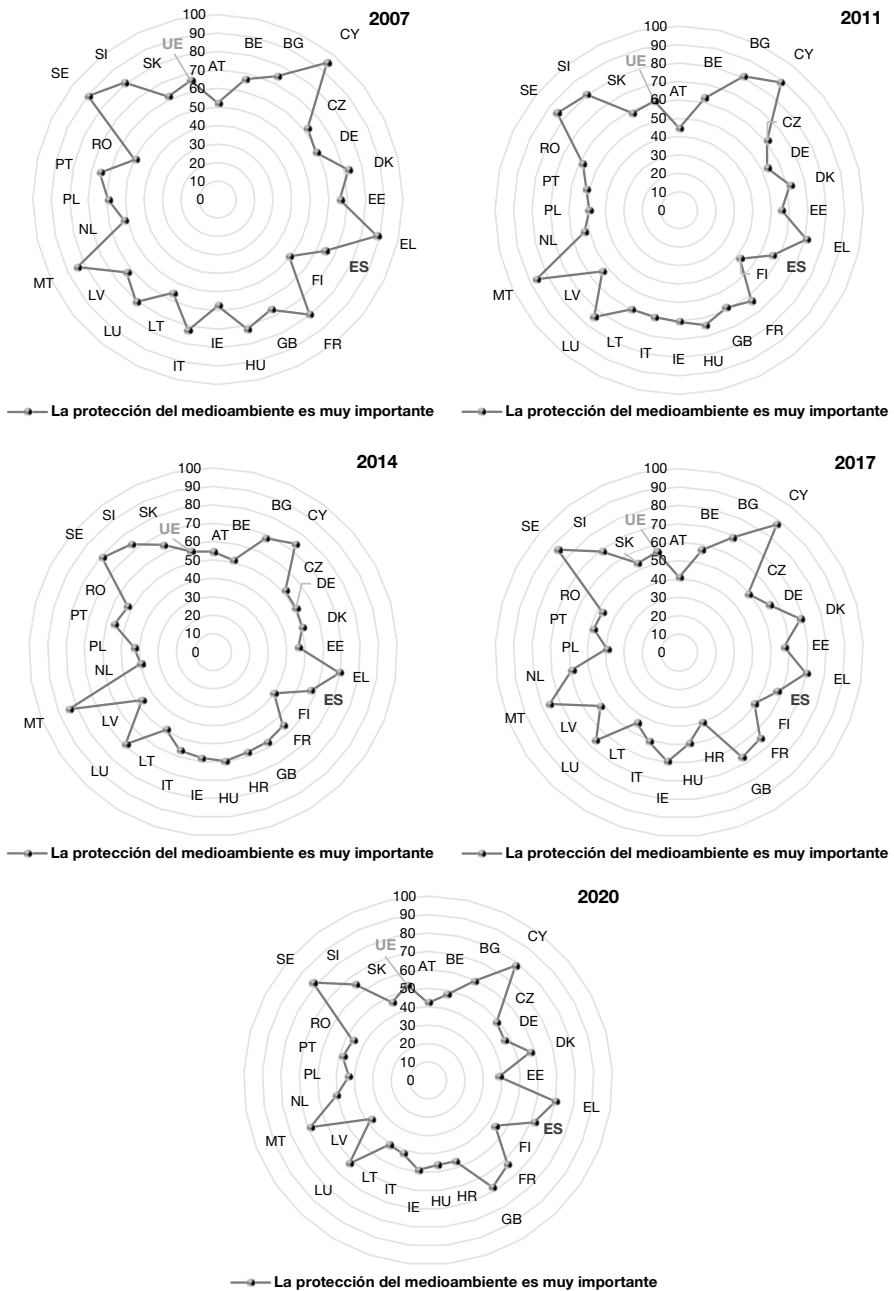 2007
100
90
80
70
60
50
40
30
20
10
0
UE
AT
BE
BG
CY
CZ
DE
DK
EE
EL
ES
FI
FR
GB
HU
IE
IT
LT
LU
LV
MT
NL
PL
PT
RO
SE
SI
SK
La protección del medioambiente es muy importante
2011
100
90
80
70
60
50
40
30
20
10
0
UE
AT
BE
BG
CY
CZ
DE
DK
EE
EL
ES
FI
FR
GB
HU
IE
IT
LT
LU
LV
MT
NL
PL
PT
RO
SE
SI
SK
La protección del medioambiente es muy importante
2014
100
90
80
70
60
50
40
30
20
10
0
UE
AT
BE
BG
CY
CZ
DE
DK
EE
EL
ES
FI
FR
GB
HR
HU
IE
IT
LT
LU
LV
MT
NL
PL
PT
RO
SE
SI
SK
La protección del medioambiente es muy importante
2017
100
90
80
70
60
50
40
30
20
10
0
UE
AT
BE
BG
CY
CZ
DE
DK
EE
EL
ES
FI
FR
GB
HR
HU
IE
IT
LT
LU
LV
MT
NL
PL
PT
RO
SE
SI
SK
La protección del medioambiente es muy importante
2020
100
90
80
70
60
50
40
30
20
10
0
UE
AT
BE
BG
CY
CZ
DE
DK
EE
EL
ES
FI
FR
GB
HR
HU
IE
IT
LT
LU
LV
MT
NL
PL
PT
RO
SE
SI
SK
La protección del medioambiente es muy importante